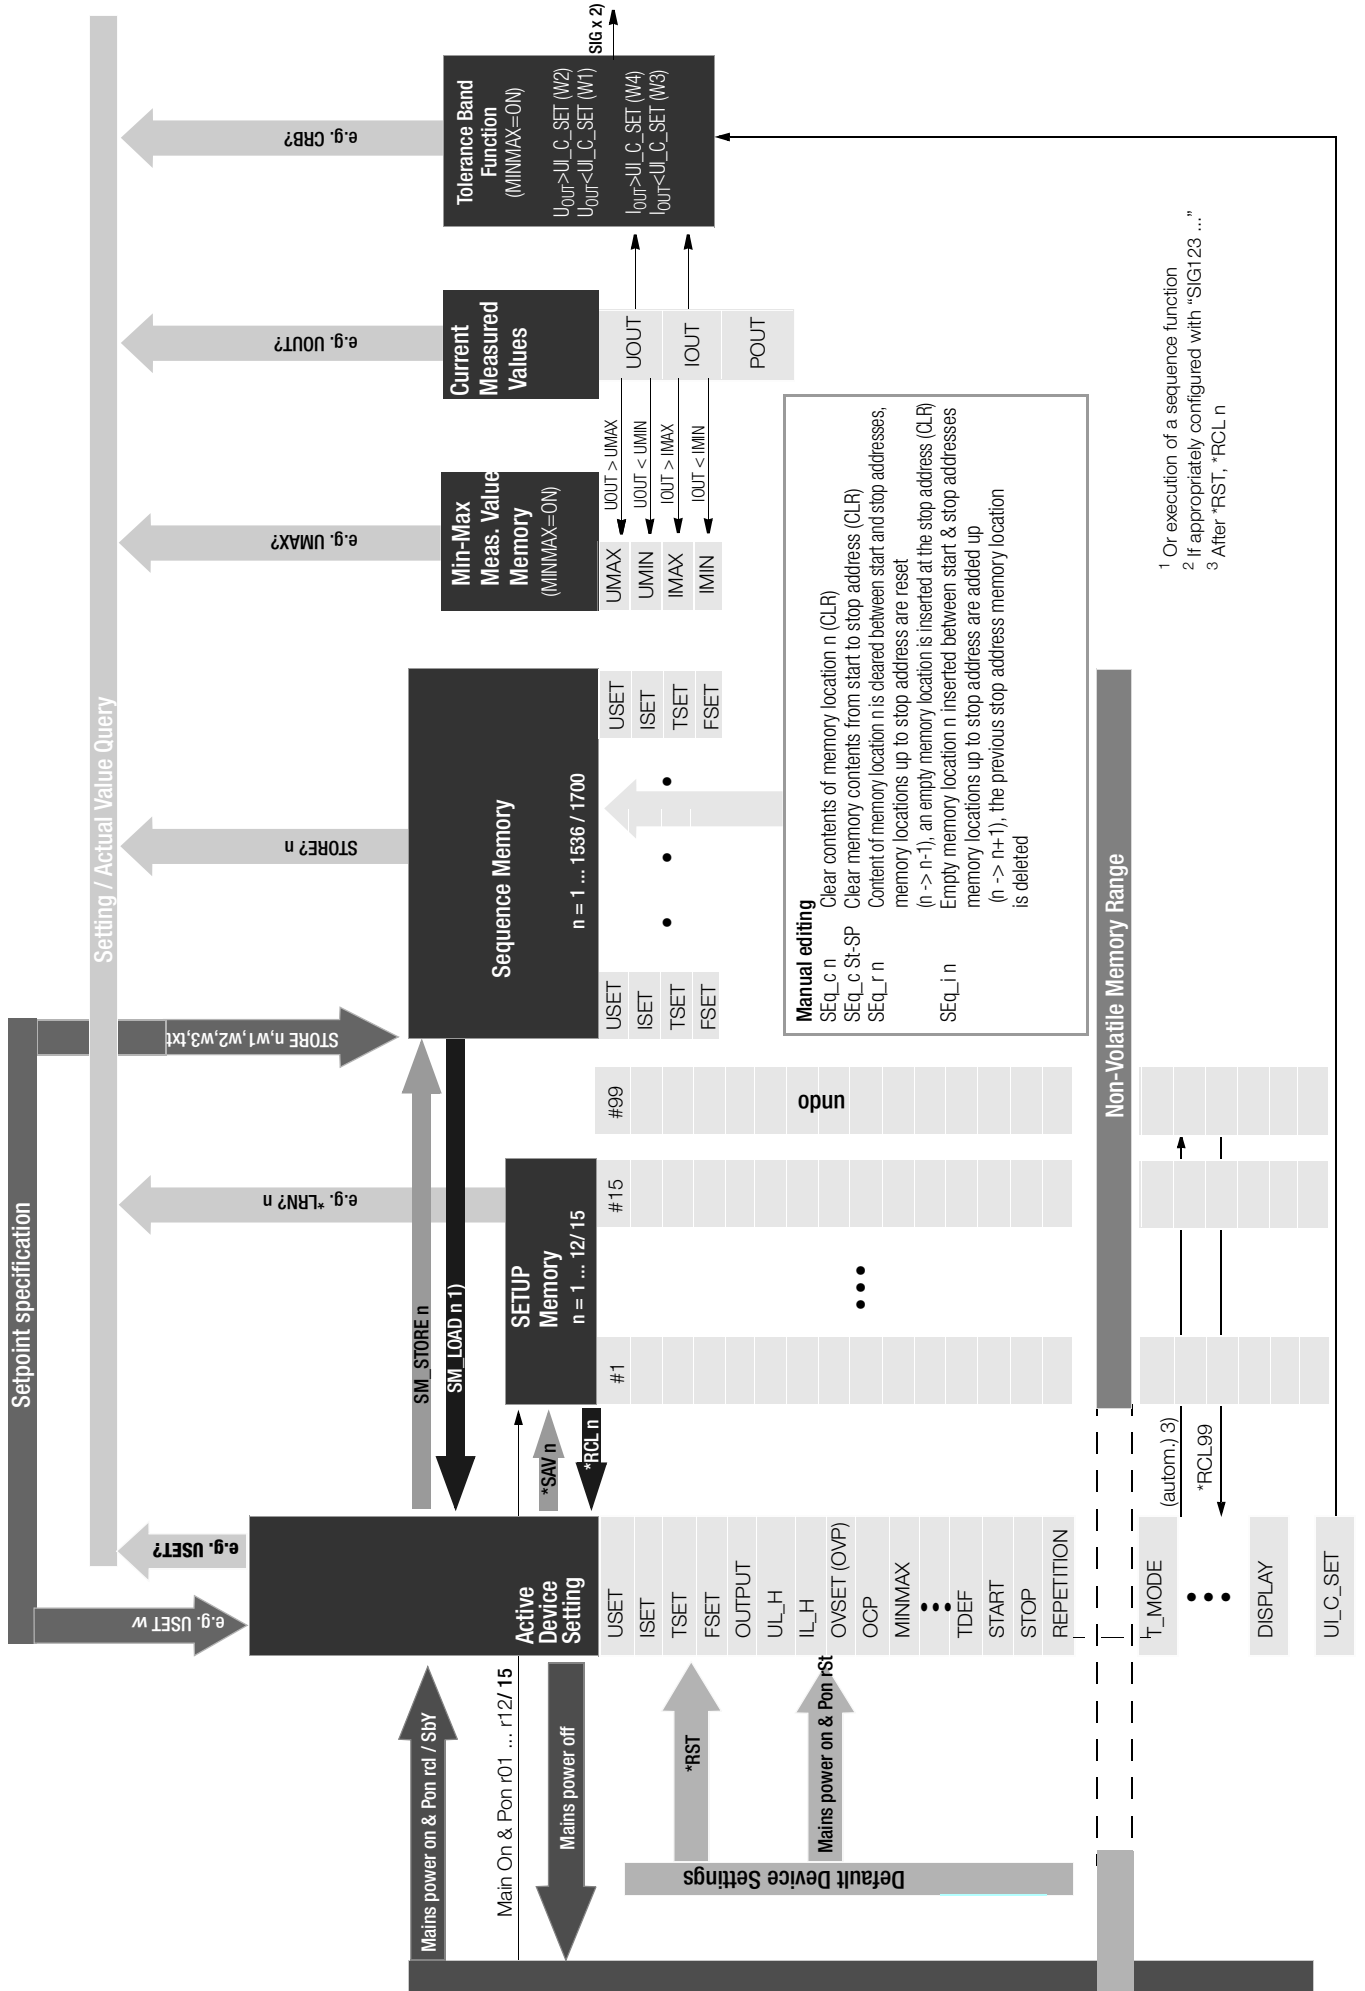 Setpoint specification
Setting / Actual Value Query
e.g. USET w
e.g. USET?
STORE n,w1,w2,w3,txt
e.g. *LRN? n
STORE? n
e.g. UMAX?
e.g. UOUT?
e.g. CRB?
Mains power on & Pon rcl / SbY
Main On & Pon r01 ... r12/ 15
Mains power off
Active
Device
Setting
USET
ISET
TSET
FSET
OUTPUT
UL_H
IL_H
OVSET (OVP)
OCP
MINMAX
TDEF
START
STOP
REPETITION
T_MODE
DISPLAY
UI_C_SET
*RST
Mains power on & Pon rSt
Default Device Settings
SM_STORE n
SM_LOAD n 1)
*SAV n
*RCL n
SETUP
Memory
n = 1 ... 12/ 15
#1
#15
#99
undo
(autom.) 3)
*RCL99
Sequence Memory
n = 1 ... 1536 / 1700
USET
ISET
TSET
FSET
USET
ISET
TSET
FSET
Min-Max
Meas. Value
Memory
(MINMAX=ON)
UMAX
UMIN
IMAX
IMIN
UOUT > UMAX
UOUT < UMIN
IOUT > IMAX
IOUT < IMIN
Current
Measured
Values
UOUT
IOUT
POUT
Tolerance Band
Function
(MINMAX=ON)
UOUT>UI_C_SET (W2)
UOUT<UI_C_SET (W1)
IOUT>UI_C_SET (W4)
IOUT<UI_C_SET (W3)
SIG x 2)
Manual editing
SEq_c n Clear contents of memory location n (CLR)
SEq_c St-SP Clear memory contents from start to stop address (CLR)
SEq_r n Content of memory location n is cleared between start and stop addresses,
memory locations up to stop address are reset
(n -> n-1), an empty memory location is inserted at the stop address (CLR)
SEq_i n Empty memory location n inserted between start & stop addresses
memory locations up to stop address are added up
(n -> n+1), the previous stop address memory location
is deleted
Non-Volatile Memory Range
1 Or execution of a sequence function
2 If appropriately configured with “SIG123 ...”
3 After *RST, *RCL n